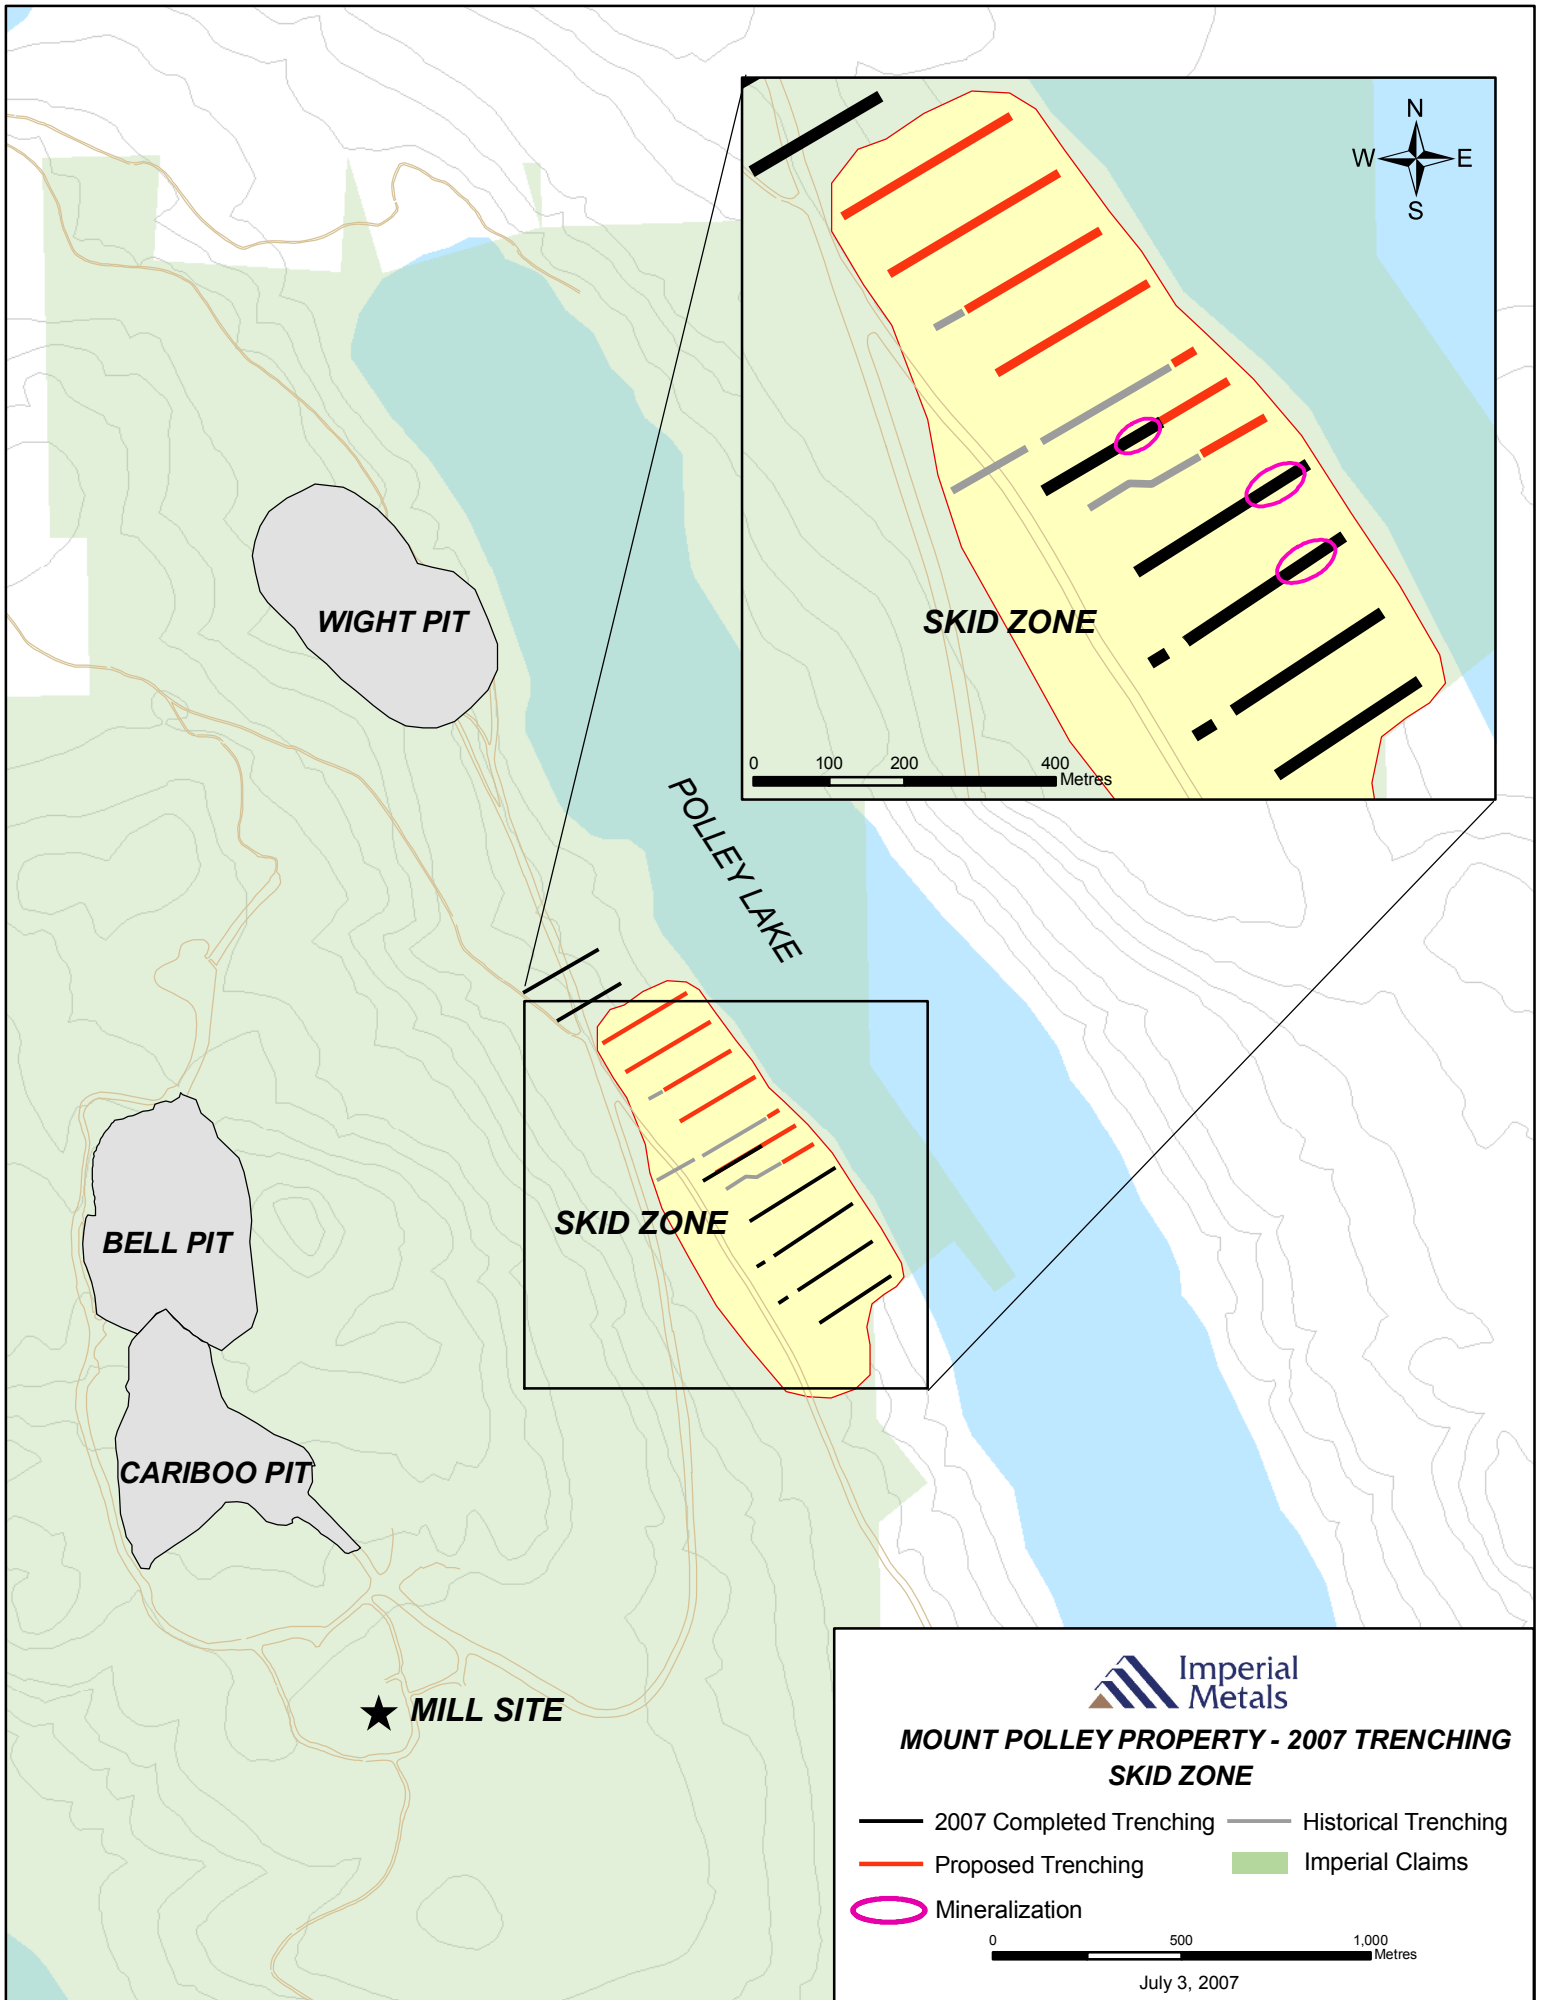 N
W E
S
SKID ZONE
0 100 200 400
Metres
WIGHT PIT
POLLEY LAKE
SKID ZONE
BELL PIT
CARIBOO PIT
MILL SITE
Imperial
Metals
MOUNT POLLEY PROPERTY - 2007 TRENCHING
SKID ZONE
2007 Completed Trenching Historical Trenching
Proposed Trenching Imperial Claims
Mineralization
0 500 1,000
Metres
July 3, 2007